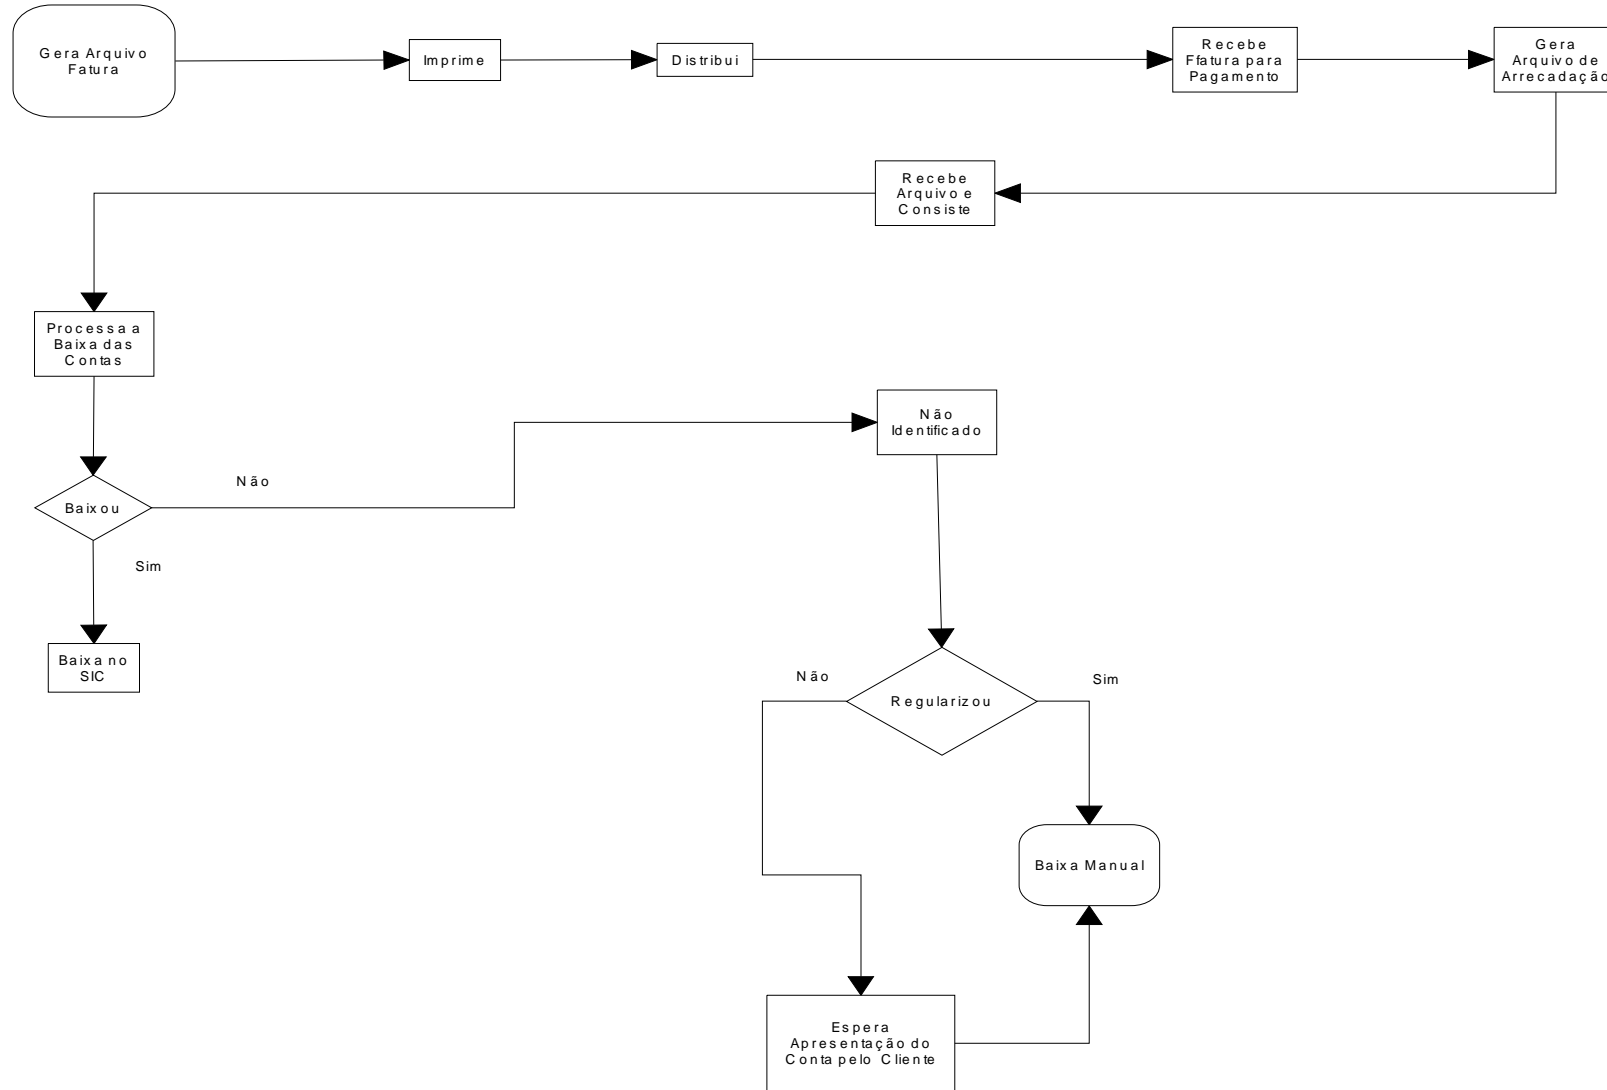 Gera Arquivo
Fatura
Imprime
Distribui
Recebe
Ffatura para
Pagamento
Gera
Arquivo de
Arrecadação
Recebe
Arquivo e
Consiste
Processa a
Baixa das
Contas
Não
Identificado
Não
Baixou
Sim
Baixa no
SIC
Não
Sim
Regularizou
Baixa Manual
Espera
Apresentação do
Conta pelo Cliente